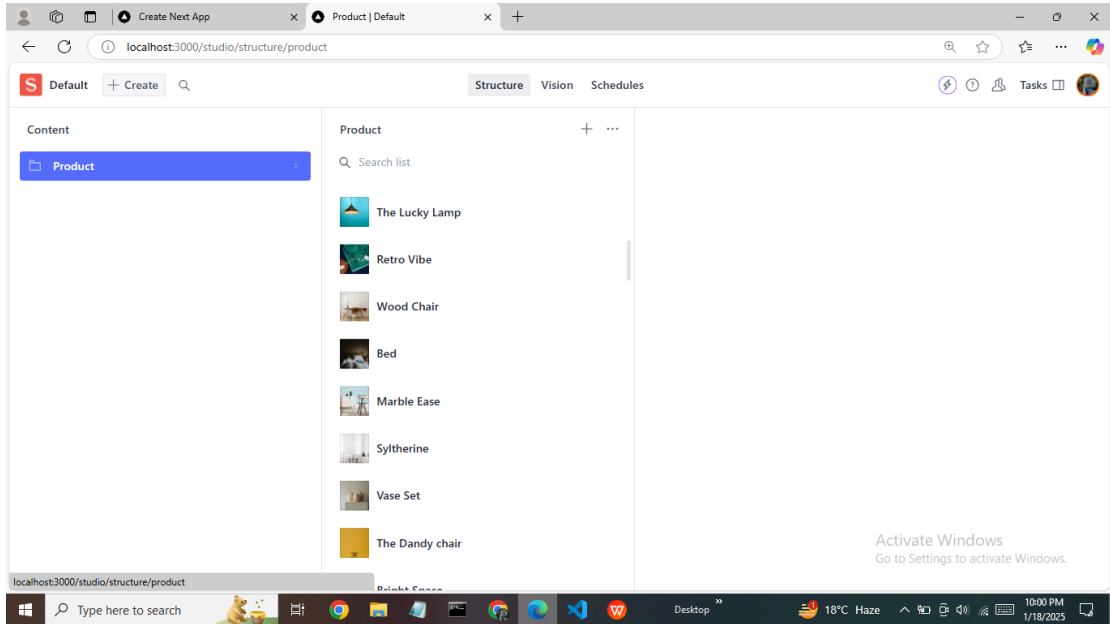 Create Next App
Product | Default
localhost:3000/studio/structure/product
S Default + Create Structure Vision Schedules Tasks
Content
Product
Product
Search list
The Lucky Lamp
Retro Vibe
Wood Chair
Bed
Marble Ease
Syltherine
Vase Set
The Dandy chair
Bright Space
Activate Windows
Go to Settings to activate Windows.
localhost:3000/studio/structure/product
Type here to search
Desktop
18°C Haze
10:00 PM
1/18/2025